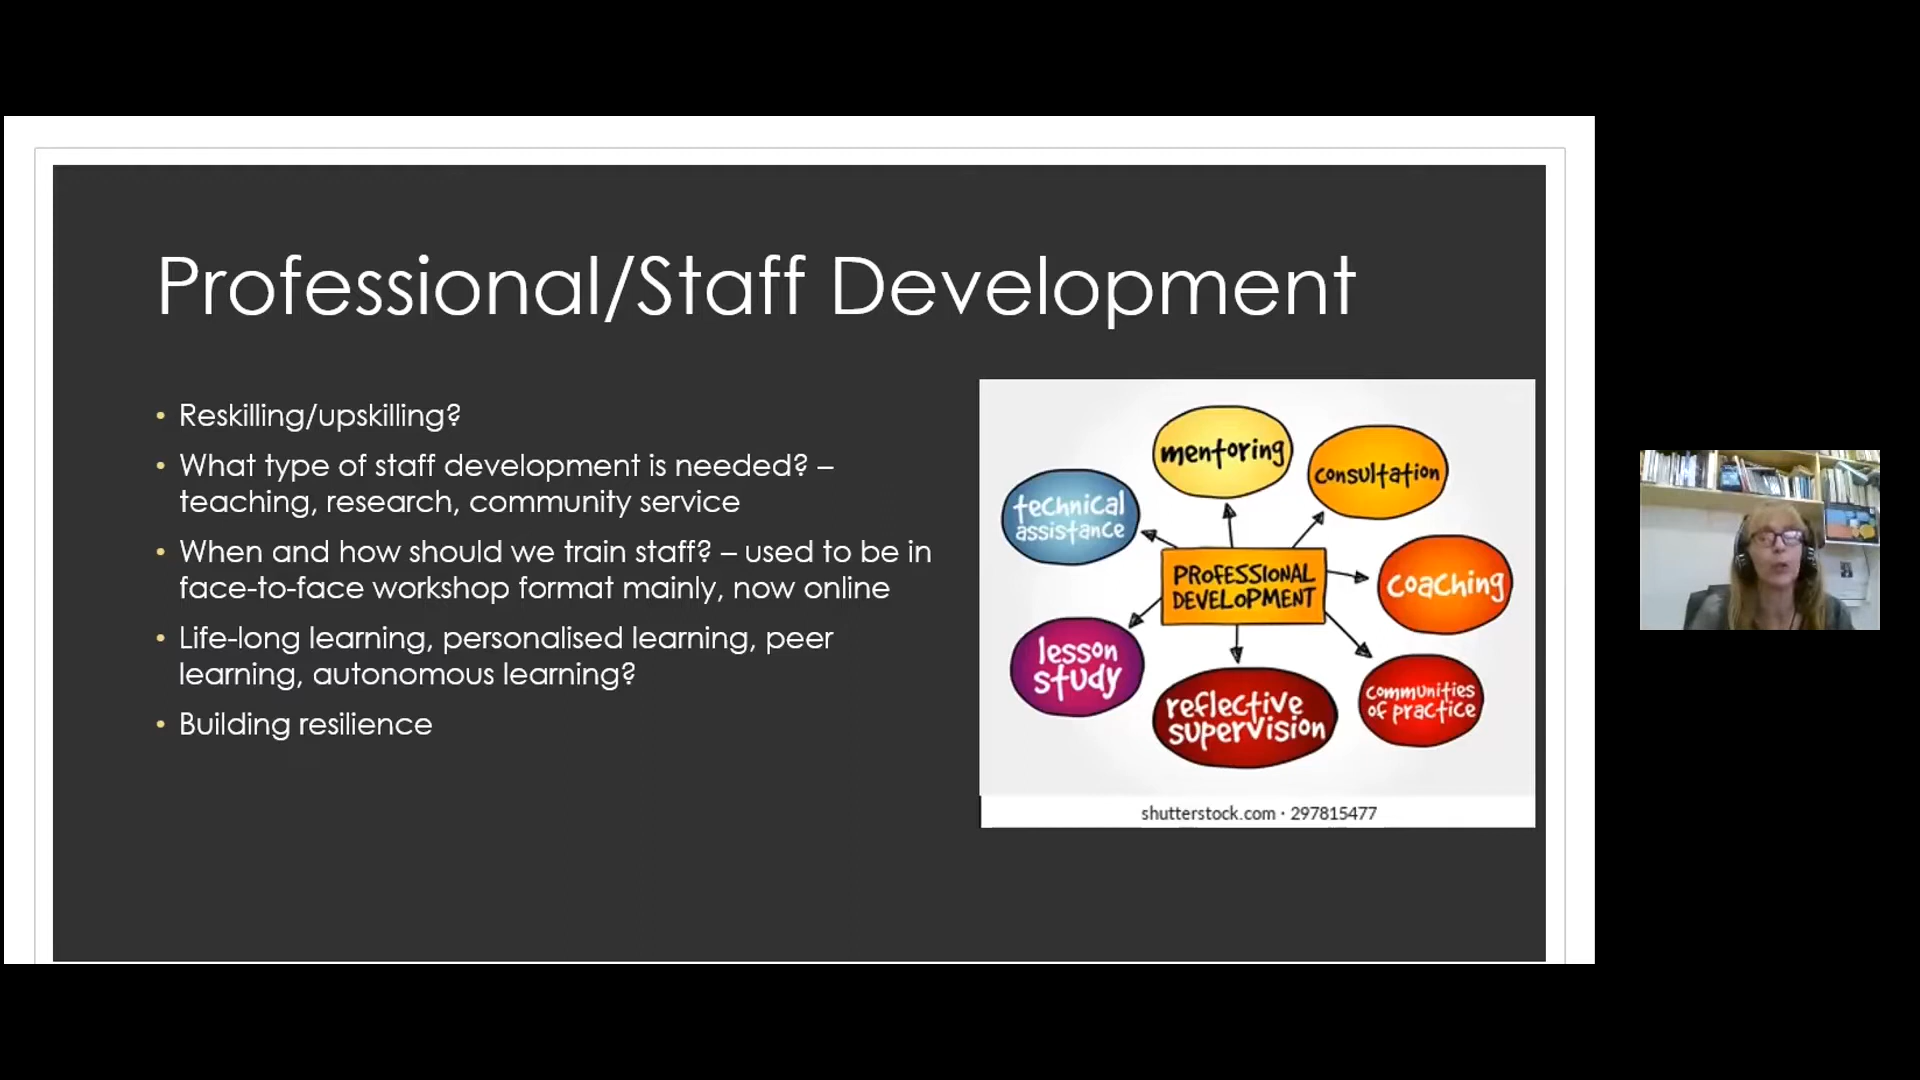 Professional/Staff Development
• Reskilling/upskilling?
• What type of staff development is needed? –
teaching, research, community service
• When and how should we train staff? – used to be in
face-to-face workshop format mainly, now online
• Life-long learning, personalised learning, peer
learning, autonomous learning?
• Building resilience
mentoring
consultation
technical
assistance
PROFESSIONAL
DEVELOPMENT
coaching
lesson
study
reflective
supervision
communities
of practice
shutterstock.com · 297815477